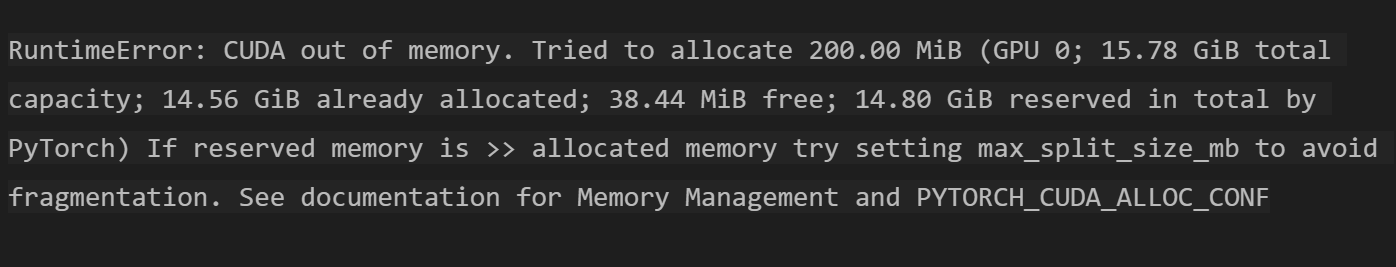 RuntimeError: CUDA out of memory. Tried to allocate 200.00 MiB (GPU 0; 15.78 GiB total
capacity; 14.56 GiB already allocated; 38.44 MiB free; 14.80 GiB reserved in total by
PyTorch) If reserved memory is >> allocated memory try setting max_split_size_mb to avoid
fragmentation. See documentation for Memory Management and PYTORCH_CUDA_ALLOC_CONF